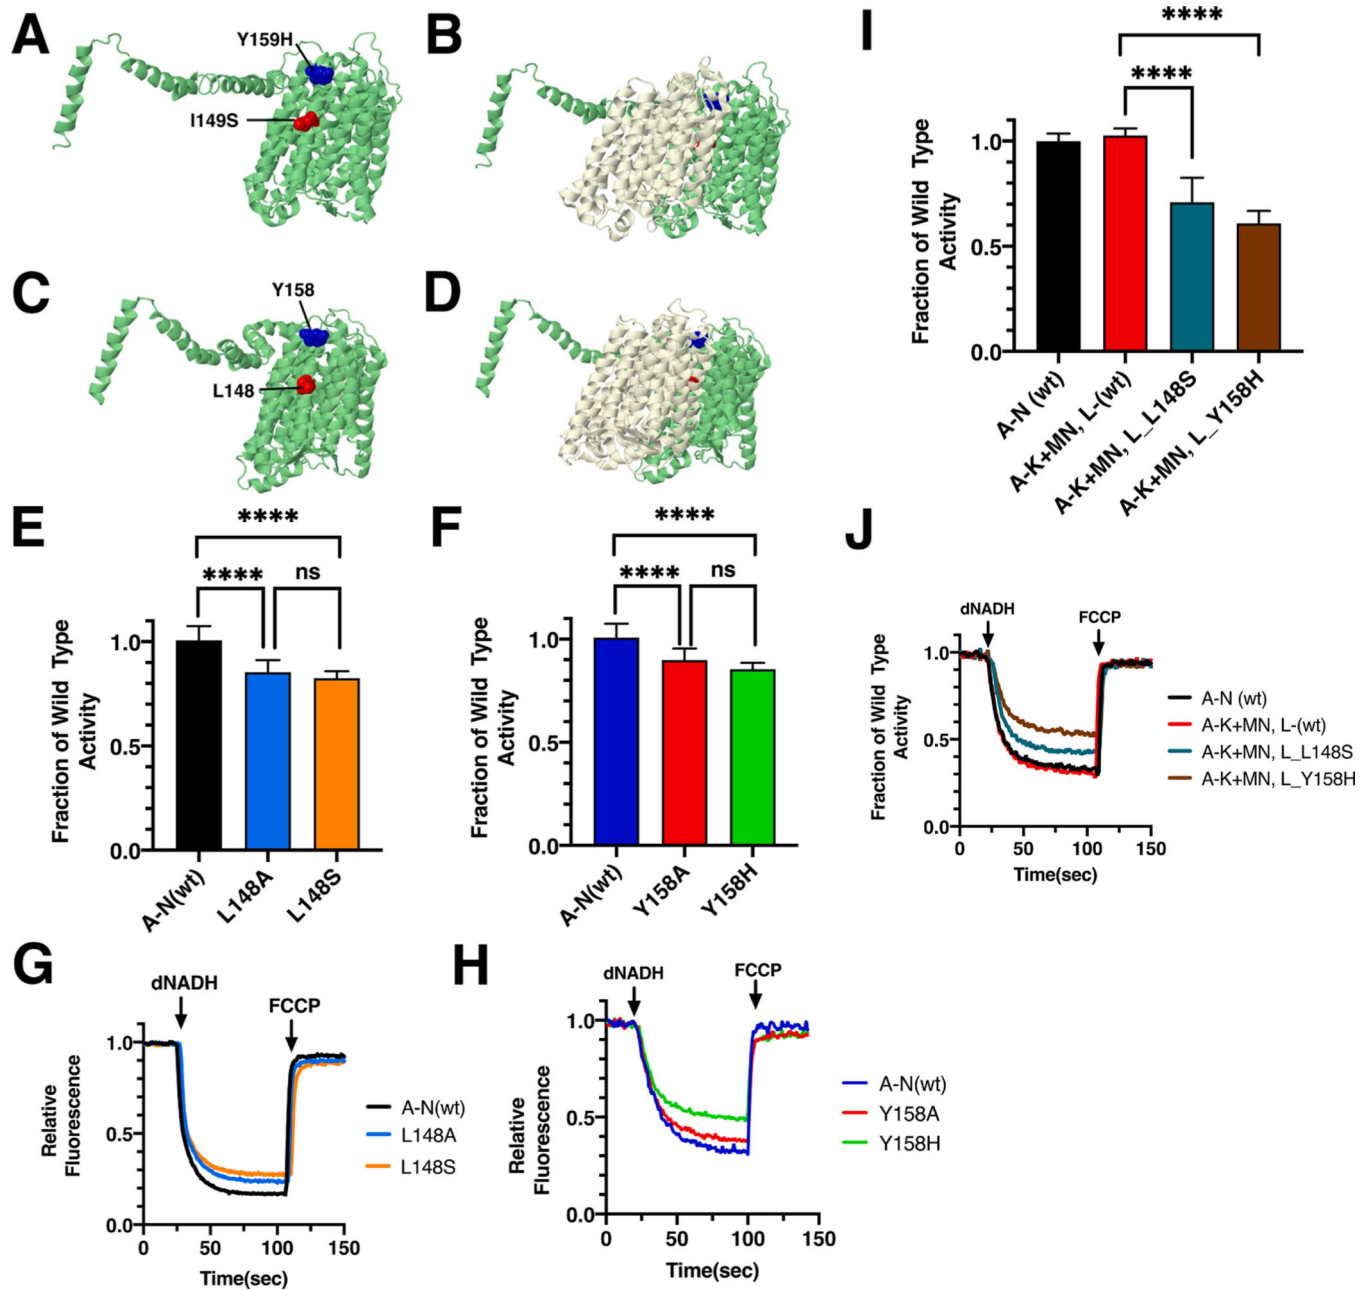 A
Y159H
I149S
B
C
Y158
L148
D
E
****
****
ns
Fraction of Wild Type
Activity
1.0
0.5
0.0
A-N(wt)
L148A
L148S
F
****
****
ns
Fraction of Wild Type
Activity
1.0
0.5
0.0
A-N(wt)
Y158A
Y158H
G
dNADH
FCCP
Relative
Fluorescence
1.0
0.5
0.0
0
50
100
150
Time(sec)
A-N(wt)
L148A
L148S
H
dNADH
FCCP
Relative
Fluorescence
1.0
0.5
0.0
0
50
100
150
Time(sec)
A-N(wt)
Y158A
Y158H
I
****
****
Fraction of Wild Type
Activity
1.0
0.5
0.0
A-N (wt)
A-K+MN, L-(wt)
A-K+MN, L_L148S
A-K+MN, L_Y158H
J
dNADH
FCCP
Fraction of Wild Type
Activity
1.0
0.5
0.0
0
50
100
150
Time(sec)
A-N (wt)
A-K+MN, L-(wt)
A-K+MN, L_L148S
A-K+MN, L_Y158H